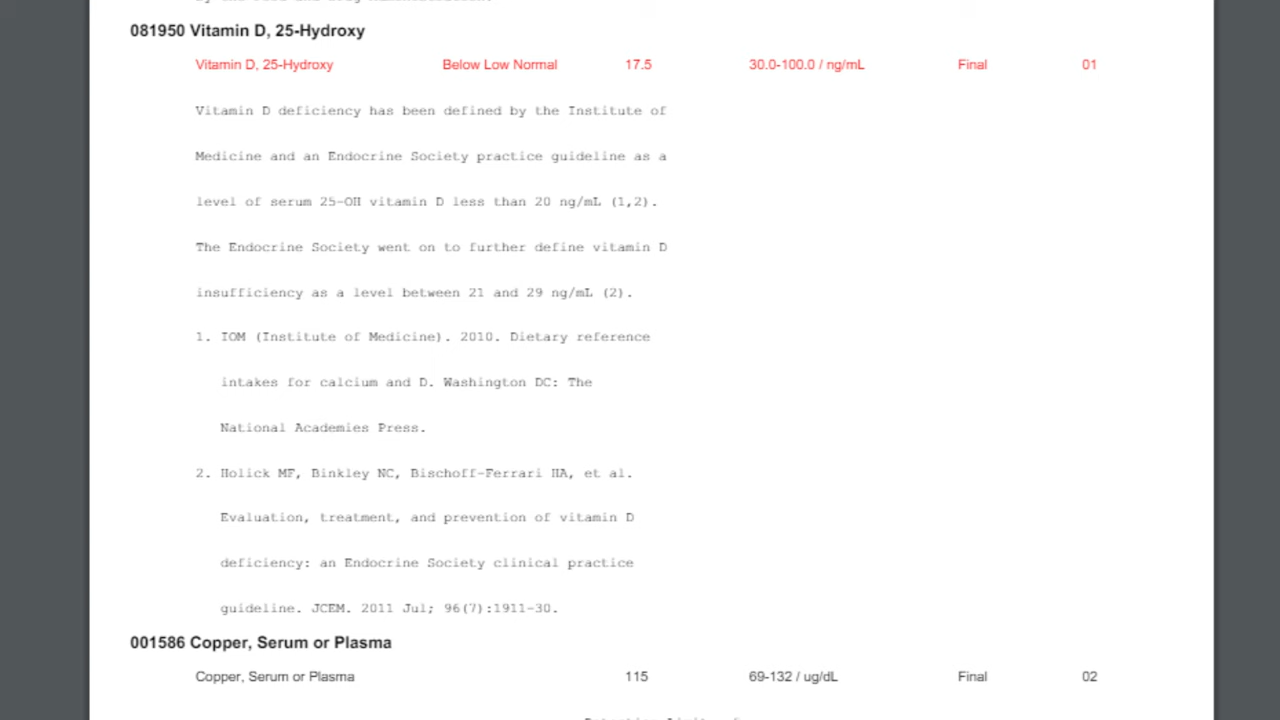 081950 Vitamin D, 25-Hydroxy
Vitamin D, 25-Hydroxy Below Low Normal 17.5 30.0-100.0 / ng/mL Final 01
Vitamin D deficiency has been defined by the Institute of
Medicine and an Endocrine Society practice guideline as a
level of serum 25-OH vitamin D less than 20 ng/mL (1,2).
The Endocrine Society went on to further define vitamin D
insufficiency as a level between 21 and 29 ng/mL (2).
1. IOM (Institute of Medicine). 2010. Dietary reference
intakes for calcium and D. Washington DC: The
National Academies Press.
2. Holick MF, Binkley NC, Bischoff-Ferrari HA, et al.
Evaluation, treatment, and prevention of vitamin D
deficiency: an Endocrine Society clinical practice
guideline. JCEM. 2011 Jul; 96(7):1911-30.
001586 Copper, Serum or Plasma
Copper, Serum or Plasma 115 69-132 / ug/dL Final 02